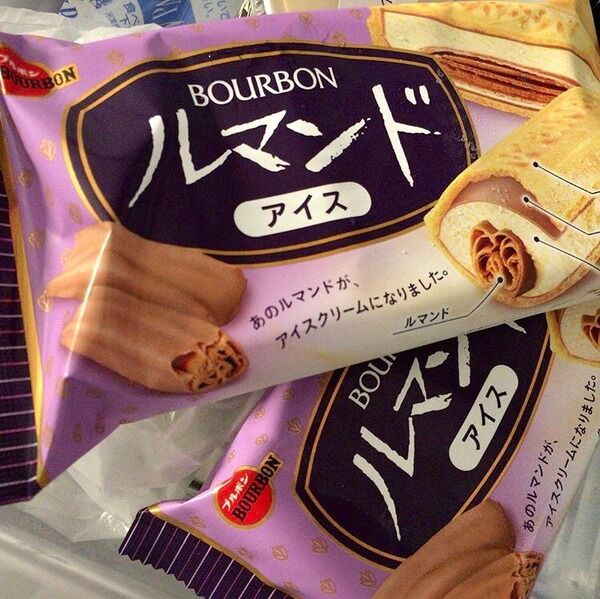 ブルボン
BOURBON
BOURBON
ルマンド
アイス
あのルマンドが、
アイスクリームになりました。
ルマンド
BOU
ルマン
アイス
ブルボン
BOURBON
あのルマンドが、
アイスクリームになりました。